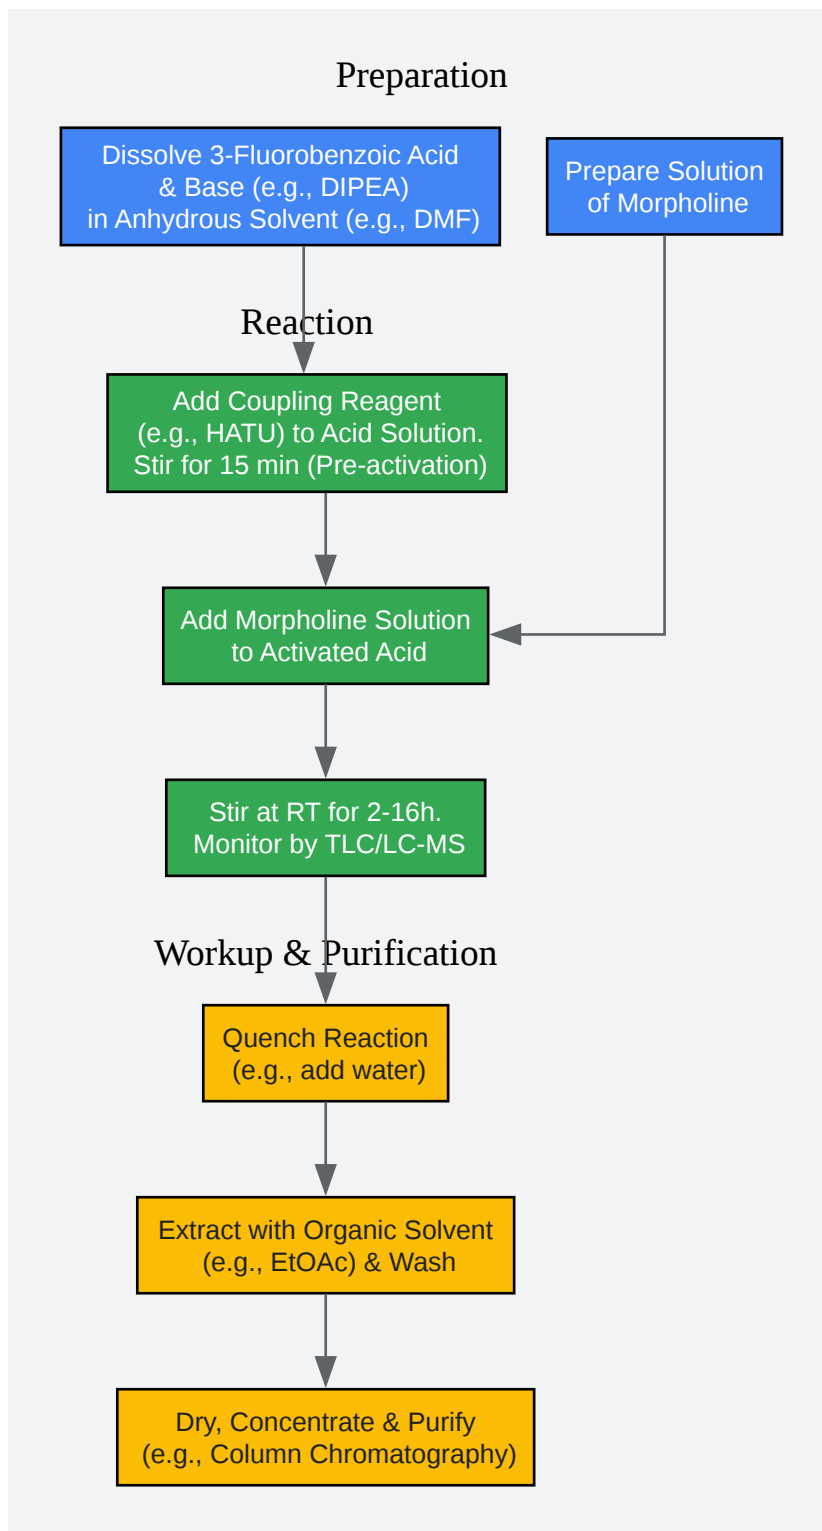 Preparation
Dissolve 3-Fluorobenzoic Acid
& Base (e.g., DIPEA)
in Anhydrous Solvent (e.g., DMF)
Prepare Solution
of Morpholine
Reaction
Add Coupling Reagent
(e.g., HATU) to Acid Solution.
Stir for 15 min (Pre-activation)
Add Morpholine Solution
to Activated Acid
Stir at RT for 2-16h.
Monitor by TLC/LC-MS
Workup & Purification
Quench Reaction
(e.g., add water)
Extract with Organic Solvent
(e.g., EtOAc) & Wash
Dry, Concentrate & Purify
(e.g., Column Chromatography)